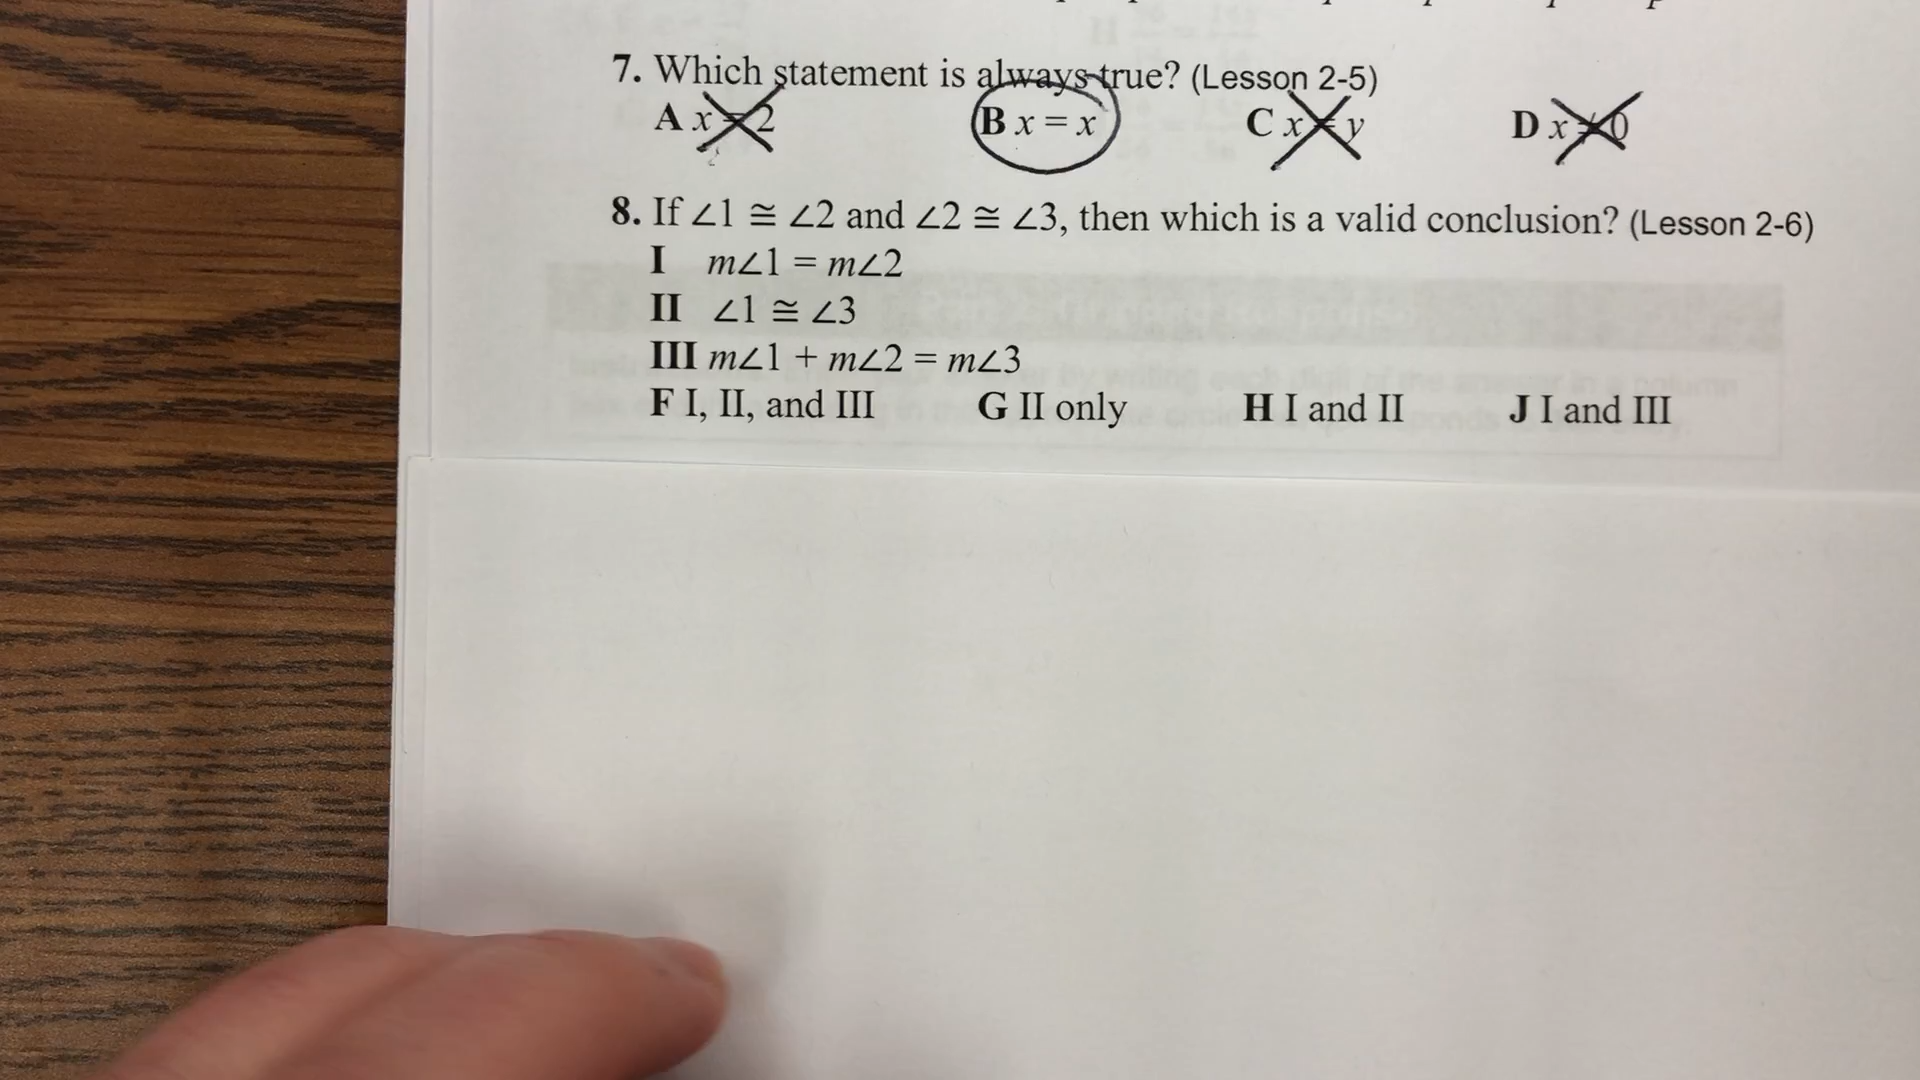 7. Which statement is always true? (Lesson 2-5)
A x = 2 B x = x C x = y D x ≠ 0
8. If ∠1 ≅ ∠2 and ∠2 ≅ ∠3, then which is a valid conclusion? (Lesson 2-6)
I m∠1 = m∠2
II ∠1 ≅ ∠3
III m∠1 + m∠2 = m∠3
F I, II, and III G II only H I and II J I and III